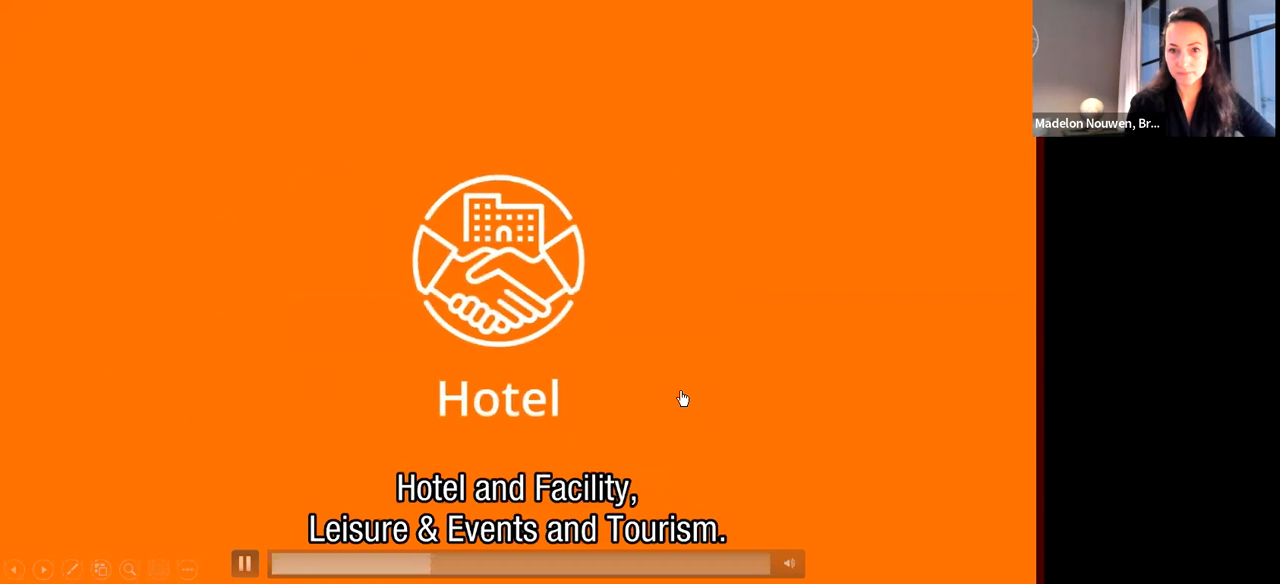 Madelon Nouwen, Br...
Hotel
Hotel and Facility,
Leisure & Events and Tourism.